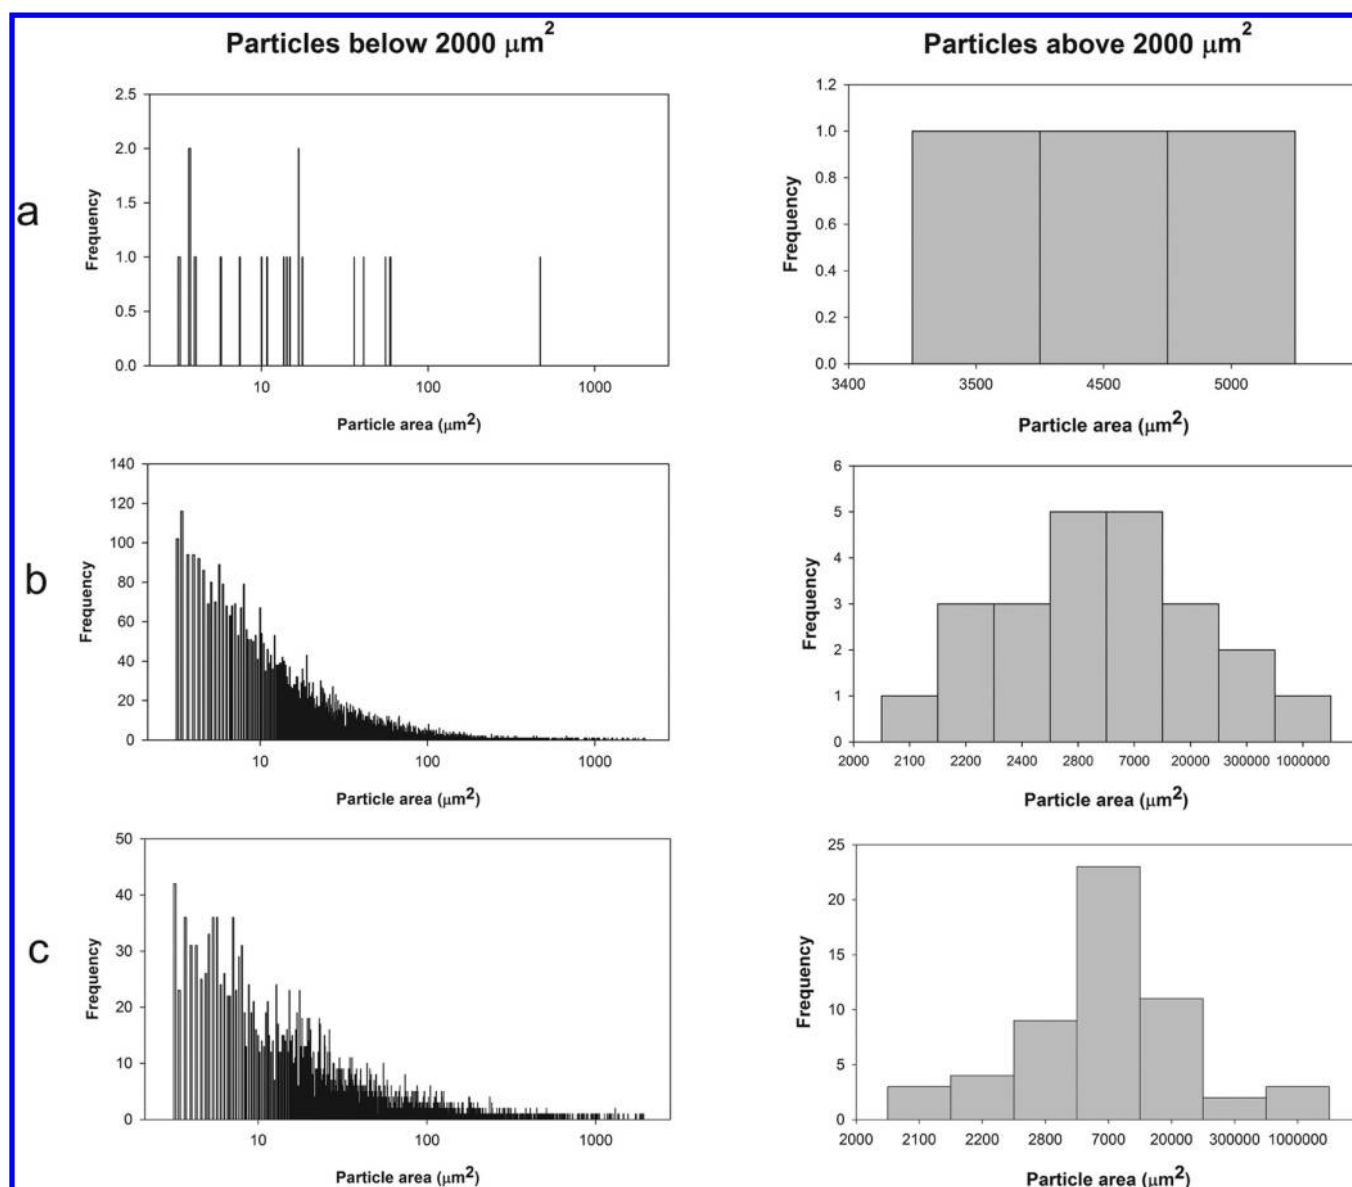 Particles below 2000 μm²
Particles above 2000 μm²
a
Frequency
2.5
2.0
1.5
1.0
0.5
0.0
10 100 1000
Particle area (μm²)
Frequency
1.2
1.0
0.8
0.6
0.4
0.2
0.0
3400 3500 4500 5000
Particle area (μm²)
b
Frequency
140
120
100
80
60
40
20
0
10 100 1000
Particle area (μm²)
Frequency
6
5
4
3
2
1
0
2000 2100 2200 2400 2800 7000 20000 300000 1000000
Particle area (μm²)
c
Frequency
50
40
30
20
10
0
10 100 1000
Particle area (μm²)
Frequency
25
20
15
10
5
0
2000 2100 2200 2800 7000 20000 300000 1000000
Particle area (μm²)